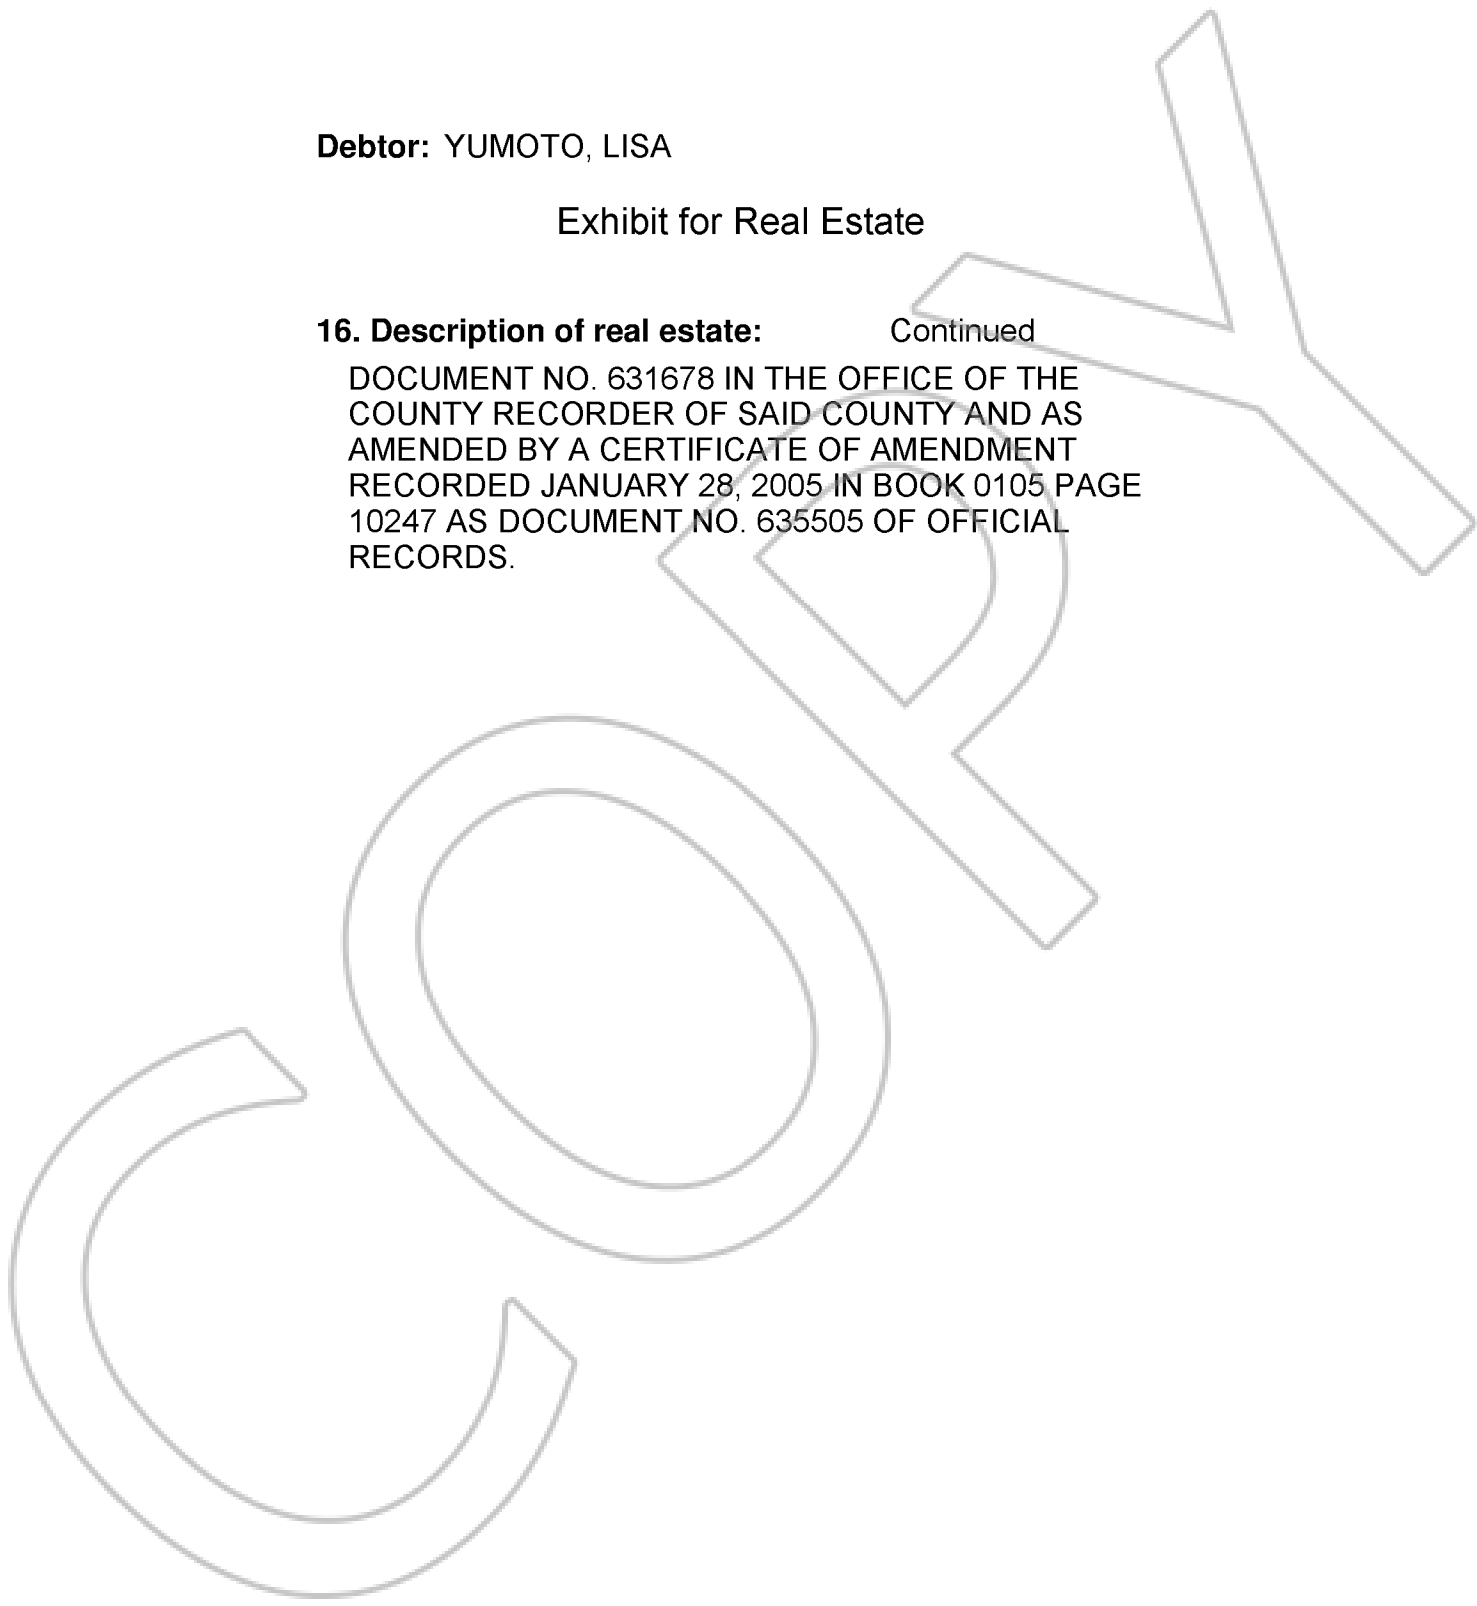 Debtor: YUMOTO, LISA
Exhibit for Real Estate
16. Description of real estate: Continued
DOCUMENT NO. 631678 IN THE OFFICE OF THE
COUNTY RECORDER OF SAID COUNTY AND AS
AMENDED BY A CERTIFICATE OF AMENDMENT
RECORDED JANUARY 28, 2005 IN BOOK 0105 PAGE
10247 AS DOCUMENT NO. 635505 OF OFFICIAL
RECORDS.
COPY